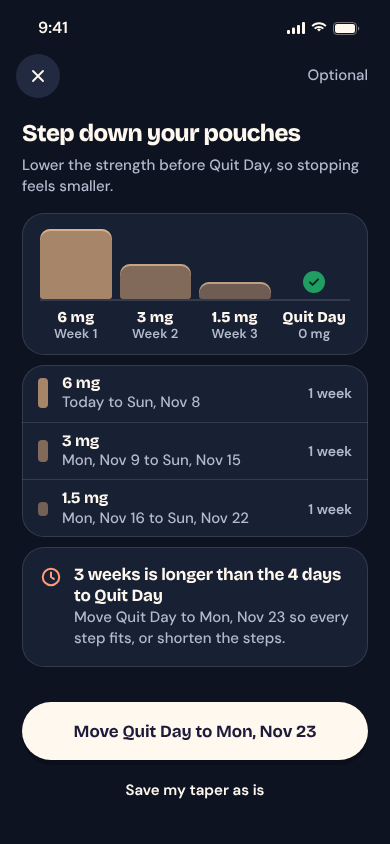 9:41
Optional
Step down your pouches
Lower the strength before Quit Day, so stopping
feels smaller.
6 mg
Week 1
3 mg
Week 2
1.5 mg
Week 3
Quit Day
0 mg
6 mg
Today to Sun, Nov 8
1 week
3 mg
Mon, Nov 9 to Sun, Nov 15
1 week
1.5 mg
Mon, Nov 16 to Sun, Nov 22
1 week
3 weeks is longer than the 4 days
to Quit Day
Move Quit Day to Mon, Nov 23 so every
step fits, or shorten the steps.
Move Quit Day to Mon, Nov 23
Save my taper as is